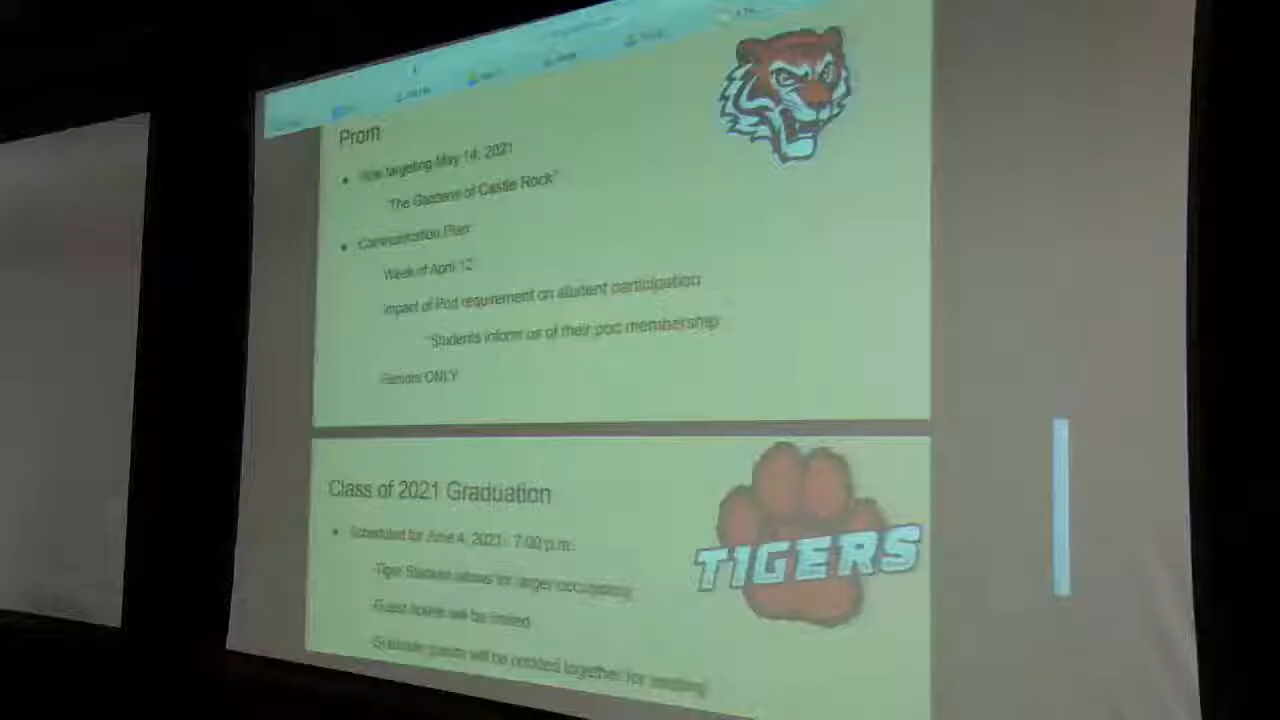 Prom
Now targeting May 14, 2021
"The Gardens of Castle Rock"
Communication Plan
Week of April 12
Impact of Pod requirement on student participation
*Students inform us of their pod membership
Seniors ONLY
Class of 2021 Graduation
Scheduled for June 4, 2021. 7:00 p.m.
-Tiger Stadium allows for larger occupancy
-Guest tickets will be limited
will be podded together for seating
TIGERS